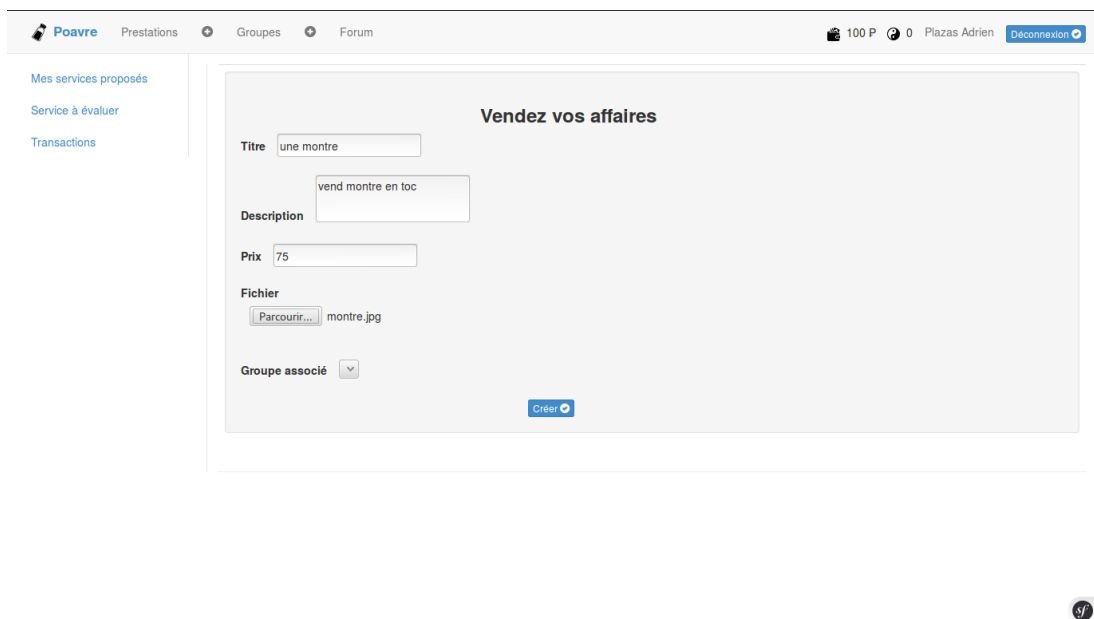 Poavre Prestations Groupes Forum 100 P 0 Plazas Adrien Déconnexion
Mes services proposés
Service à évaluer
Transactions
Vendez vos affaires
Titre une montre
vend montre en toc
Description
Prix 75
Fichier
Parcourir... montre.jpg
Groupe associé
Créer
sf